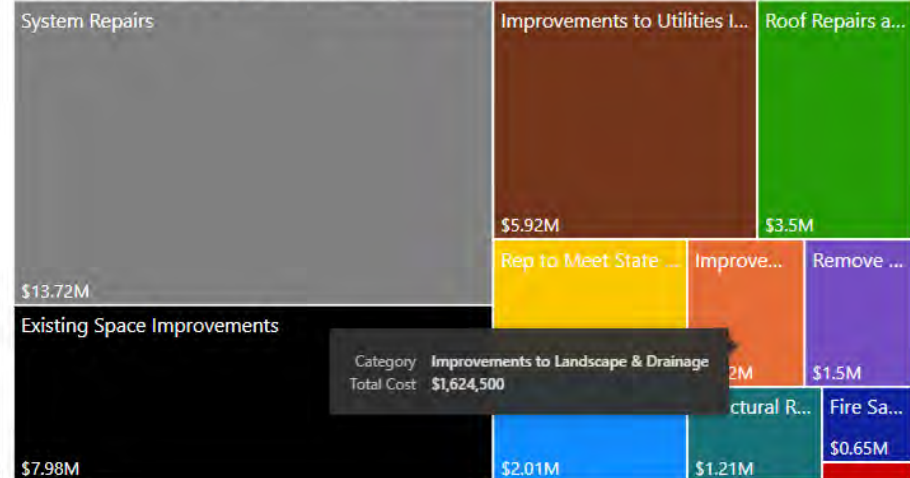 System Repairs
$13.72M
Improvements to Utilities I...
$5.92M
Roof Repairs a...
$3.5M
Existing Space Improvements
$7.98M
Rep to Meet State ...
Improve...
2M
Remove ...
$1.5M
Category Improvements to Landscape & Drainage
Total Cost $1,624,500
$2.01M
ctural R...
$1.21M
Fire Sa...
$0.65M